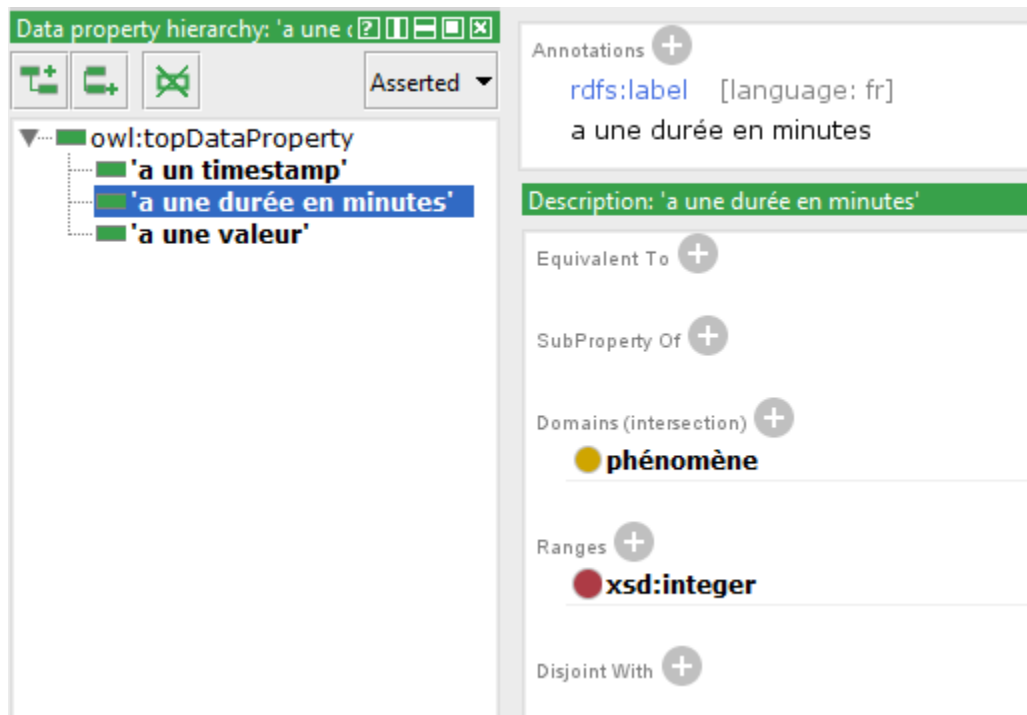 Data property hierarchy: 'a une
Asserted
owl:topDataProperty
'a un timestamp'
'a une durée en minutes'
'a une valeur'
Annotations
rdfs:label [language: fr]
a une durée en minutes
Description: 'a une durée en minutes'
Equivalent To
SubProperty Of
Domains (intersection)
phénomène
Ranges
xsd:integer
Disjoint With